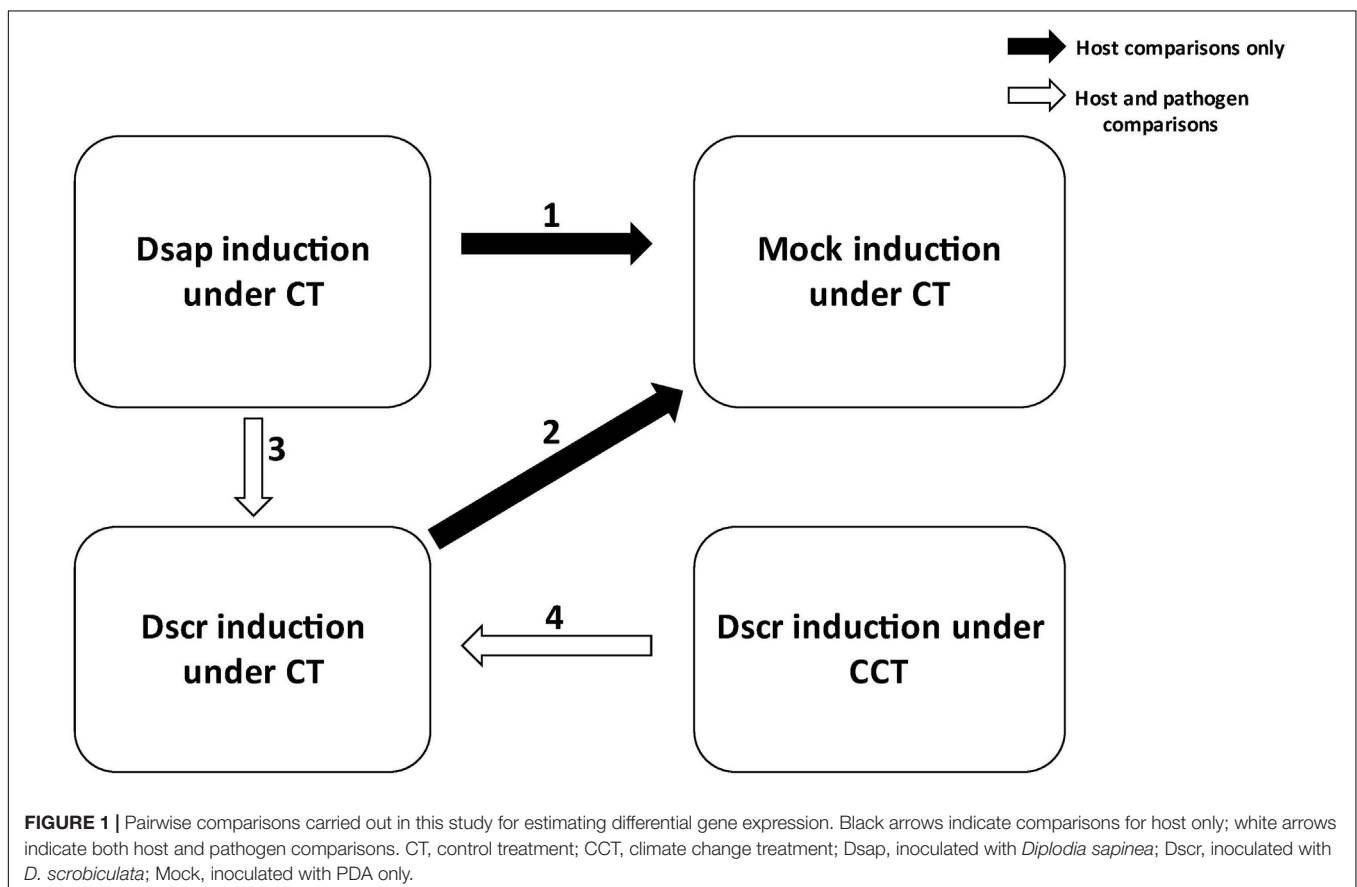 Host comparisons only
Host and pathogen
comparisons
Dsap induction
under CT
1
Mock induction
under CT
3
2
Dscr induction
under CT
4
Dscr induction under
CCT
FIGURE 1 | Pairwise comparisons carried out in this study for estimating differential gene expression. Black arrows indicate comparisons for host only; white arrows
indicate both host and pathogen comparisons. CT, control treatment; CCT, climate change treatment; Dsap, inoculated with Diplodia sapinea; Dscr, inoculated with
D. scrobiculata; Mock, inoculated with PDA only.